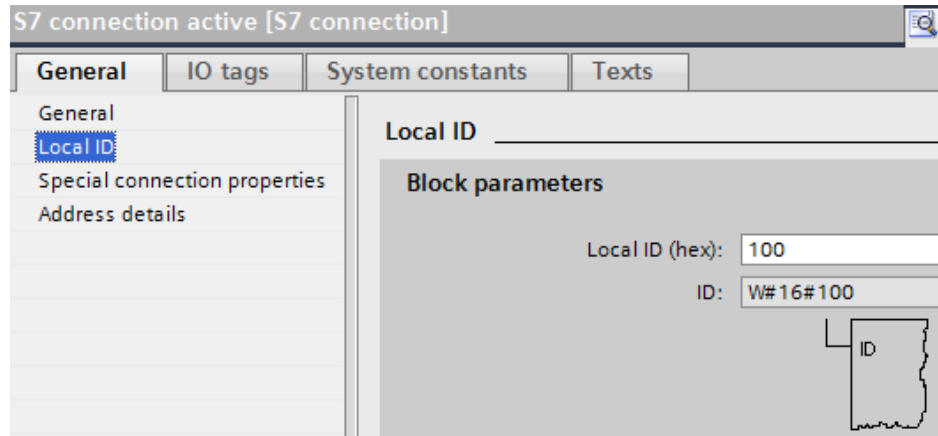 S7 connection active [S7 connection]
General IO tags System constants Texts
General
Local ID
Special connection properties
Address details
Local ID
Block parameters
Local ID (hex): 100
ID: W#16#100
ID